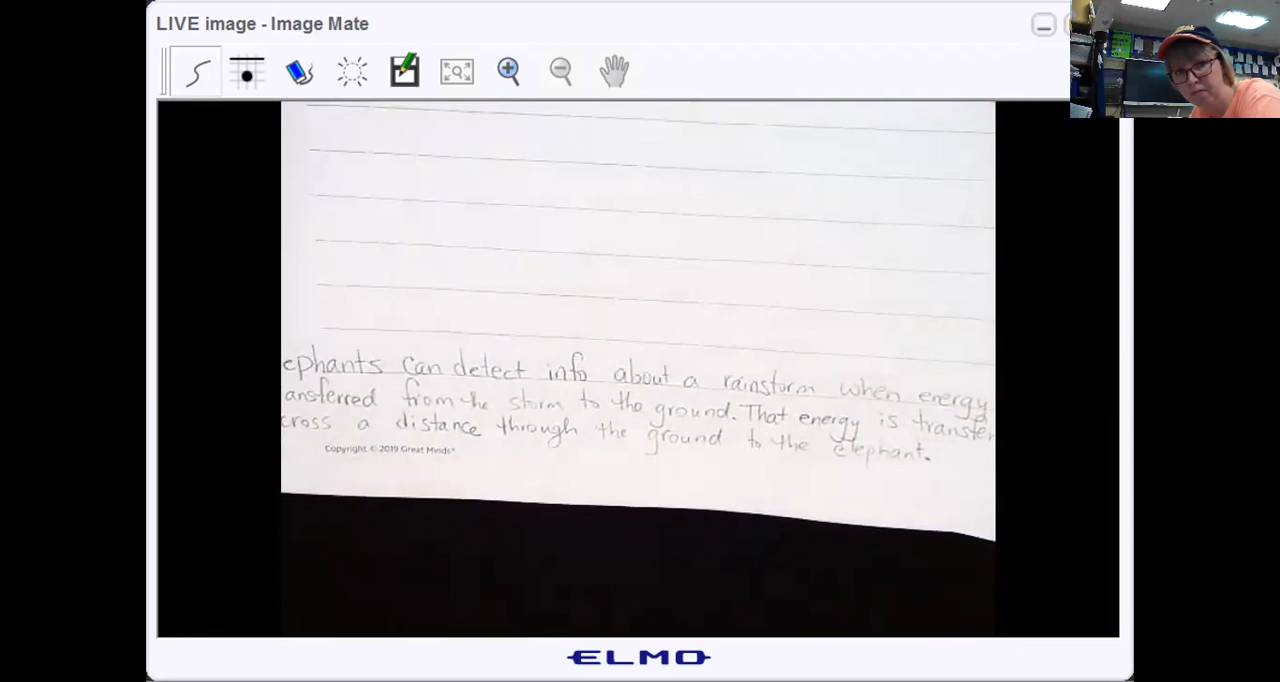 LIVE image - Image Mate
ephants can detect info about a rainstorm when energy
ansferred from the storm to the ground. That energy is transfer
cross a distance through the ground to the elephant.
Copyright © 2019 Great Minds®
ELMO